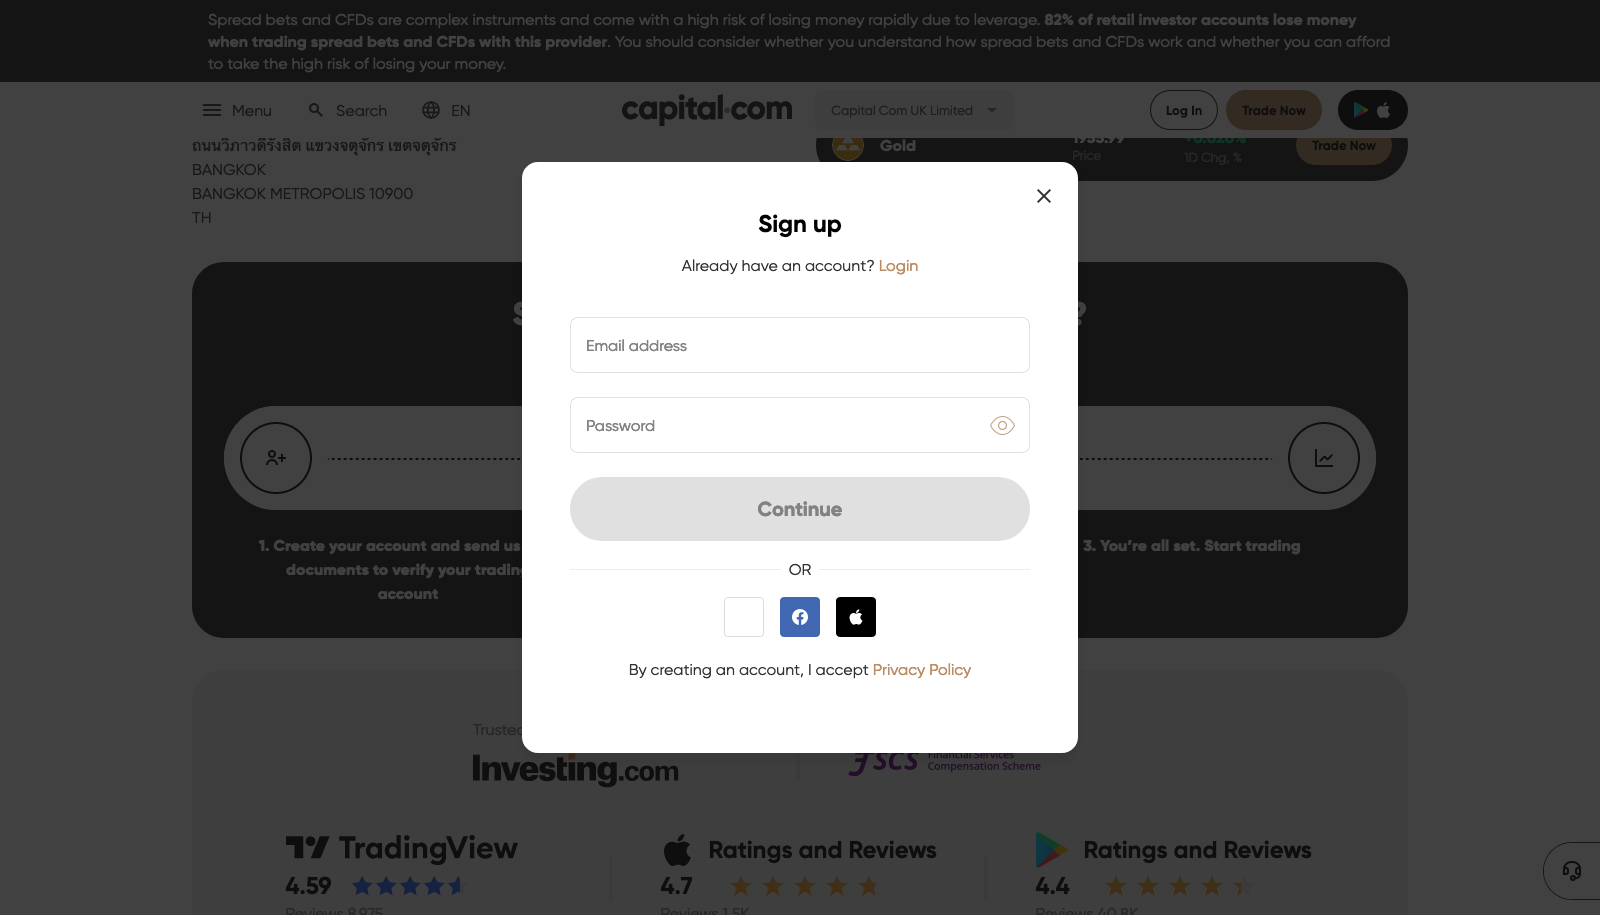 Spread bets and CFDs are complex instruments and come with a high risk of losing money rapidly due to leverage. 82% of retail investor accounts lose money
when trading spread bets and CFDs with this provider. You should consider whether you understand how spread bets and CFDs work and whether you can afford
to take the high risk of losing your money.
Menu Search EN capital.com Capital Com UK Limited Log In Trade Now
ถนนวิภาวดีรังสิต แขวงจตุจักร เขตจตุจักร
BANGKOK
BANGKOK METROPOLIS 10900
TH
Gold
Price
1D Chg, %
Trade Now
Sign up
Already have an account? Login
S
?
Email address
Password
Continue
OR
By creating an account, I accept Privacy Policy
1. Create your account and send us
documents to verify your trading
account
3. You're all set. Start trading
Trusted
Investing.com
FSCS Financial Services
Compensation Scheme
TradingView
4.59
Reviews 8,975
Ratings and Reviews
4.7
Reviews 1.5K
Ratings and Reviews
4.4
Reviews 40.8K